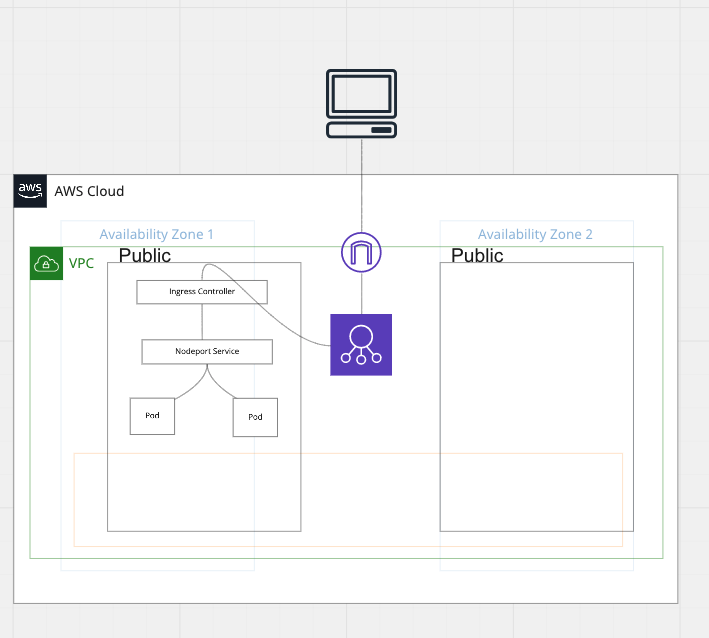 aws
AWS Cloud
Availability Zone 1
Availability Zone 2
VPC
Public
Public
Ingress Controller
Nodeport Service
Pod
Pod